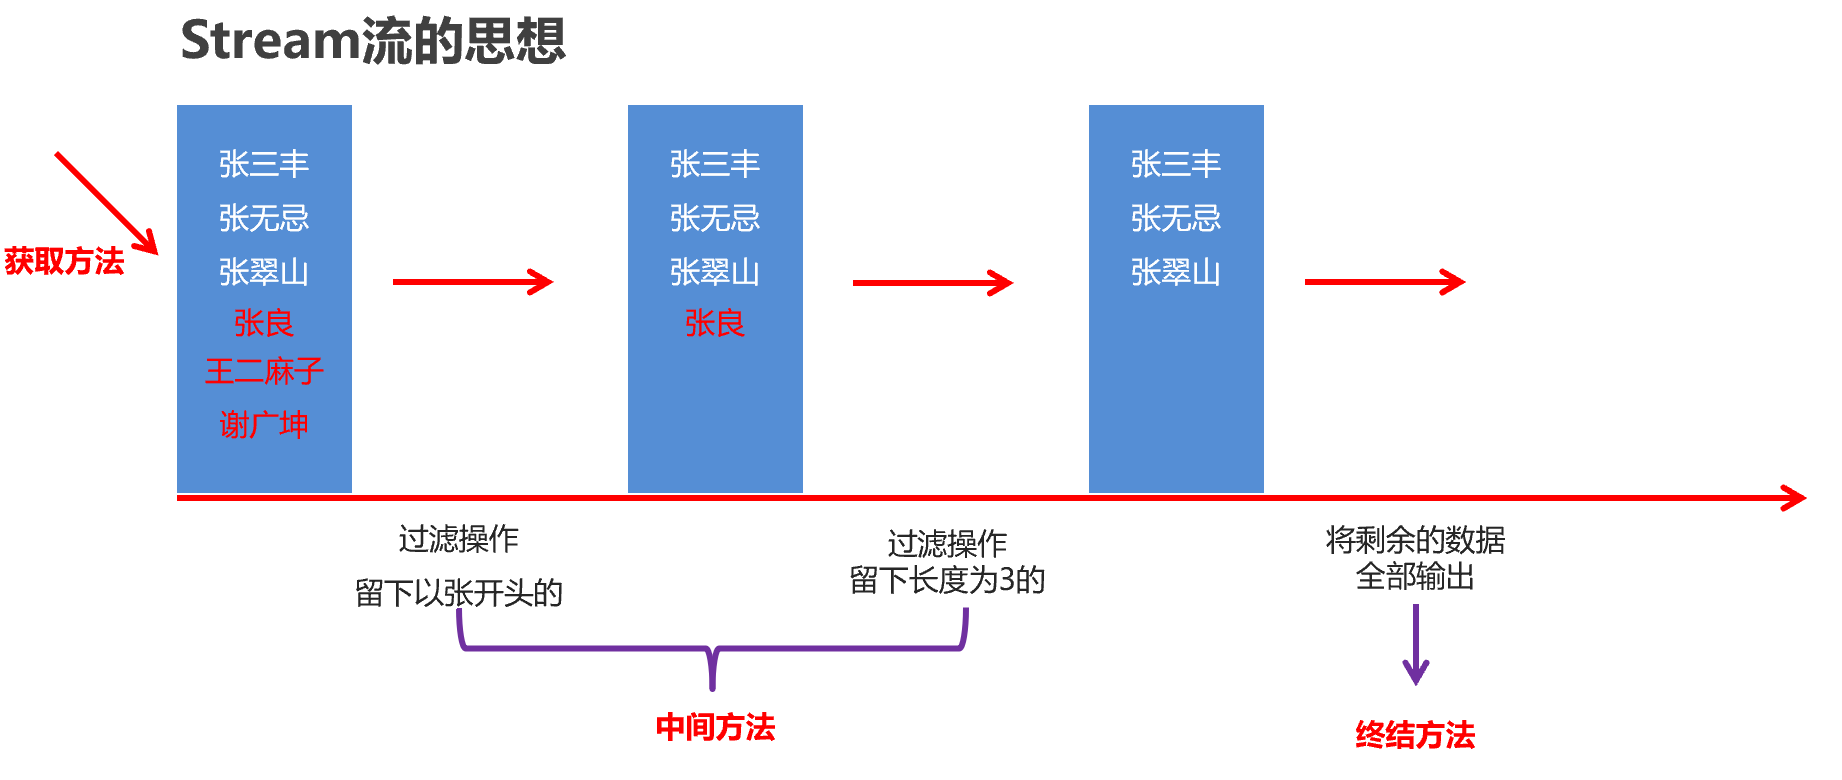 Stream流的思想
获取方法
张三丰
张无忌
张翠山
张良
王二麻子
谢广坤
张三丰
张无忌
张翠山
张良
张三丰
张无忌
张翠山
过滤操作
留下以张开头的
过滤操作
留下长度为3的
将剩余的数据
全部输出
中间方法
终结方法